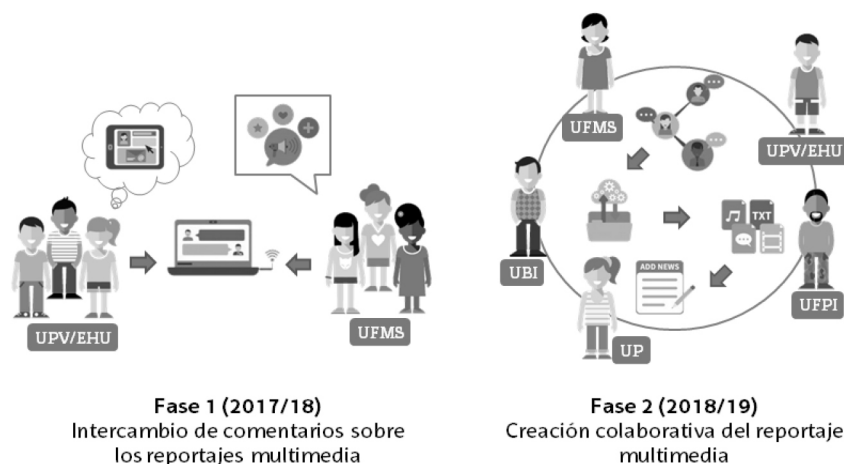 UFMS
UPV/EHU
TXT
UBI
ADD NEWS
UFPI
UPV/EHU
UFMS
UP
Fase 1 (2017/18)
Intercambio de comentarios sobre
los reportajes multimedia
Fase 2 (2018/19)
Creación colaborativa del reportaje
multimedia